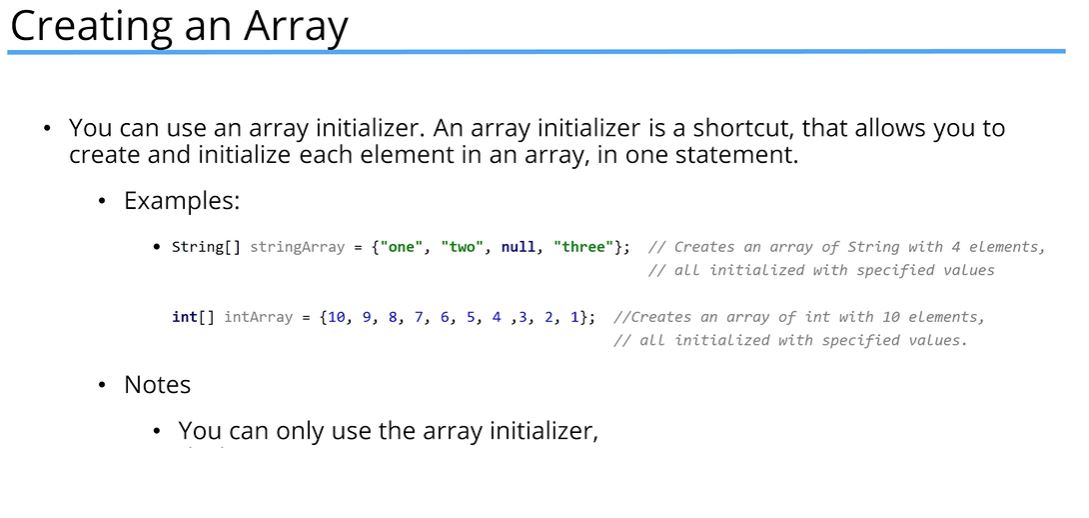 Creating an Array
• You can use an array initializer. An array initializer is a shortcut, that allows you to
create and initialize each element in an array, in one statement.
• Examples:
• String[] stringArray = {"one", "two", null, "three"}; // Creates an array of String with 4 elements,
// all initialized with specified values
int[] intArray = {10, 9, 8, 7, 6, 5, 4 ,3, 2, 1}; //Creates an array of int with 10 elements,
// all initialized with specified values.
• Notes
• You can only use the array initializer,